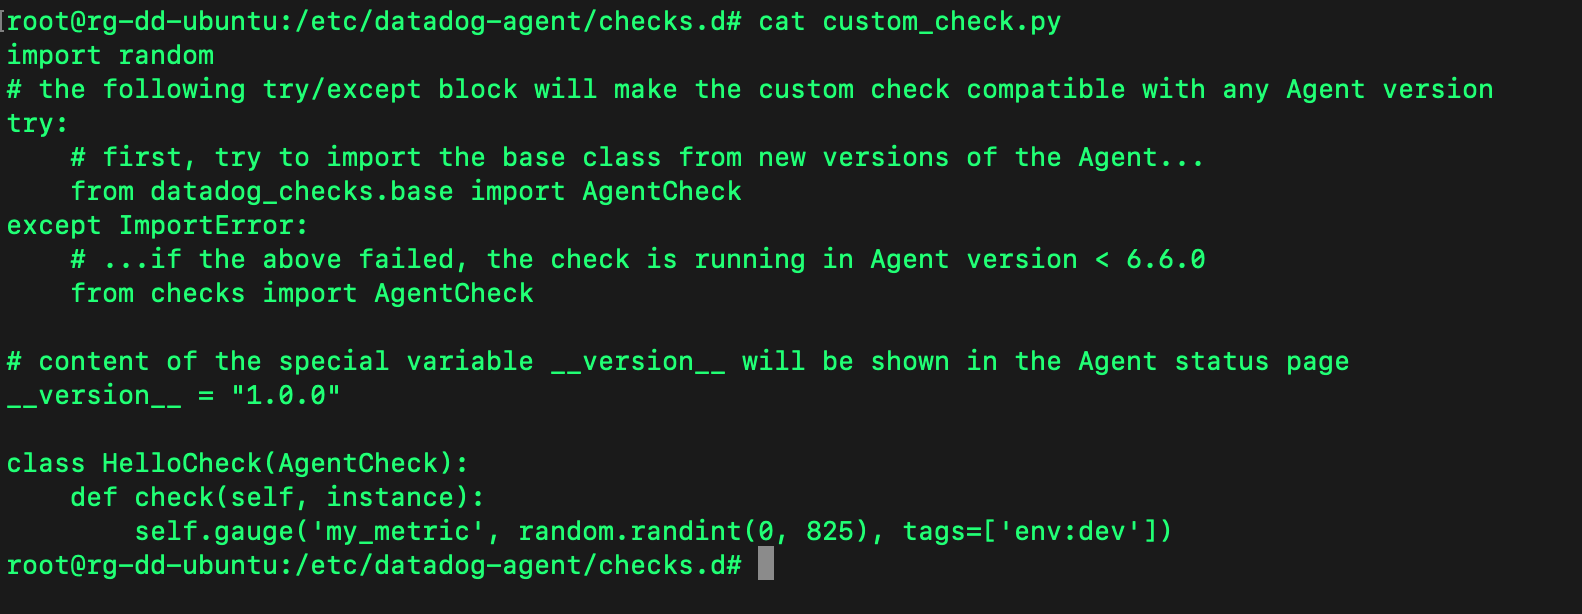 root@rg-dd-ubuntu:/etc/datadog-agent/checks.d# cat custom_check.py
import random
# the following try/except block will make the custom check compatible with any Agent version
try:
    # first, try to import the base class from new versions of the Agent...
    from datadog_checks.base import AgentCheck
except ImportError:
    # ...if the above failed, the check is running in Agent version < 6.6.0
    from checks import AgentCheck

# content of the special variable __version__ will be shown in the Agent status page
__version__ = "1.0.0"

class HelloCheck(AgentCheck):
    def check(self, instance):
        self.gauge('my_metric', random.randint(0, 825), tags=['env:dev'])
root@rg-dd-ubuntu:/etc/datadog-agent/checks.d#